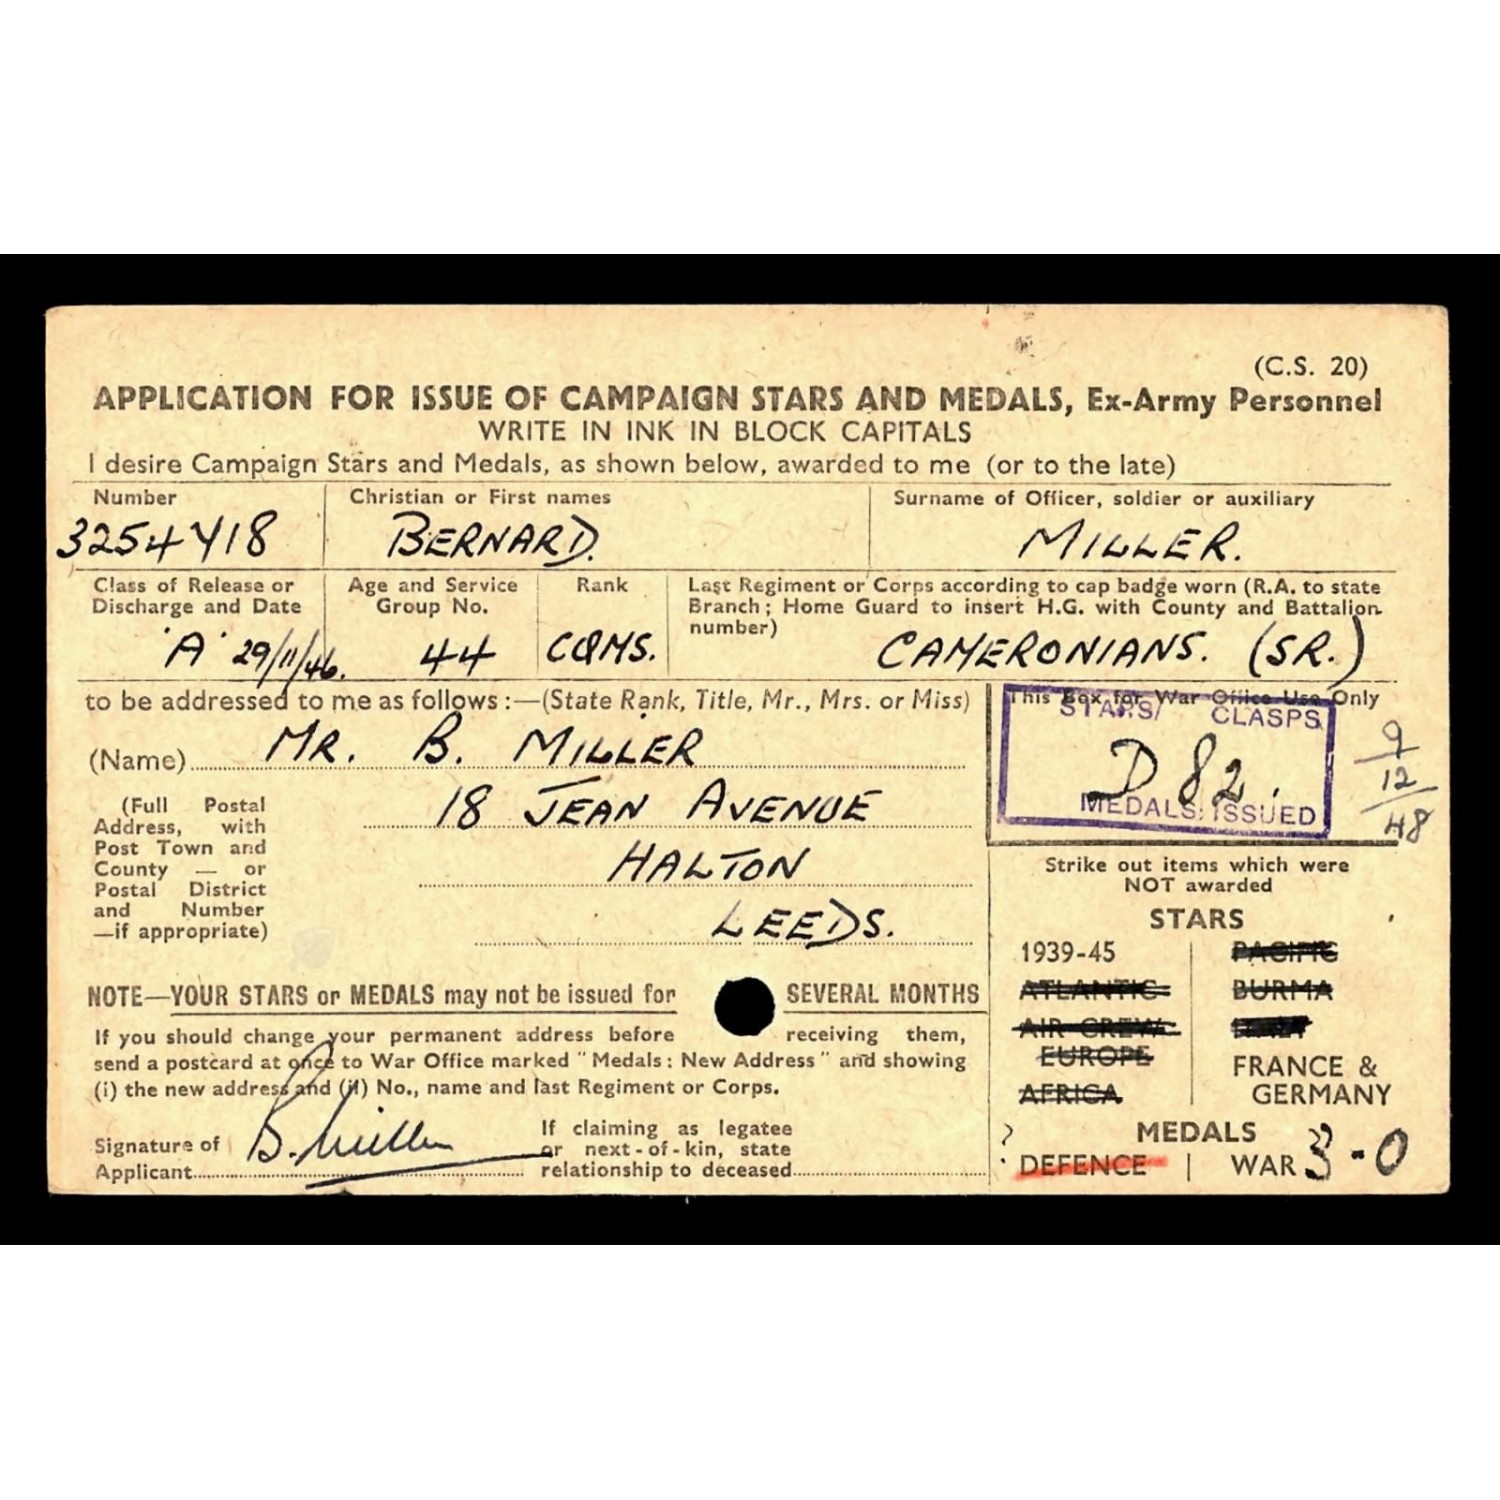 (C.S. 20)
APPLICATION FOR ISSUE OF CAMPAIGN STARS AND MEDALS, Ex-Army Personnel
WRITE IN INK IN BLOCK CAPITALS
I desire Campaign Stars and Medals, as shown below, awarded to me (or to the late)
Number Christian or First names Surname of Officer, soldier or auxiliary
3254418 BERNARD. MILLER.
Class of Release or Discharge and Date
Age and Service Group No.
Rank
Last Regiment or Corps according to cap badge worn (R.A. to state
Branch; Home Guard to insert H.G. with County and Battalion
number)
'A' 29/11/46. 44 CQMS. CAMERONIANS. (SR.)
to be addressed to me as follows:—(State Rank, Title, Mr., Mrs. or Miss)
(Name) MR. B. MILLER
(Full Postal
Address, with
Post Town and
County — or
Postal District
and Number
—if appropriate)
18 JEAN AVENUE
HALTON
LEEDS.
This Box for War Office Use Only
STARS/ CLASPS
D 82.
MEDALS: ISSUED
9
12
48
Strike out items which were
NOT awarded
STARS
1939-45 PACIFIC
ATLANTIC BURMA
AIR CREW ITALY
EUROPE FRANCE &
AFRICA GERMANY
MEDALS
? DEFENCE | WAR 3-0
NOTE—YOUR STARS or MEDALS may not be issued for SEVERAL MONTHS
If you should change your permanent address before receiving them,
send a postcard at once to War Office marked "Medals: New Address" and showing
(i) the new address and (ii) No., name and last Regiment or Corps.
Signature of
Applicant
B. Miller
If claiming as legatee
or next-of-kin, state
relationship to deceased